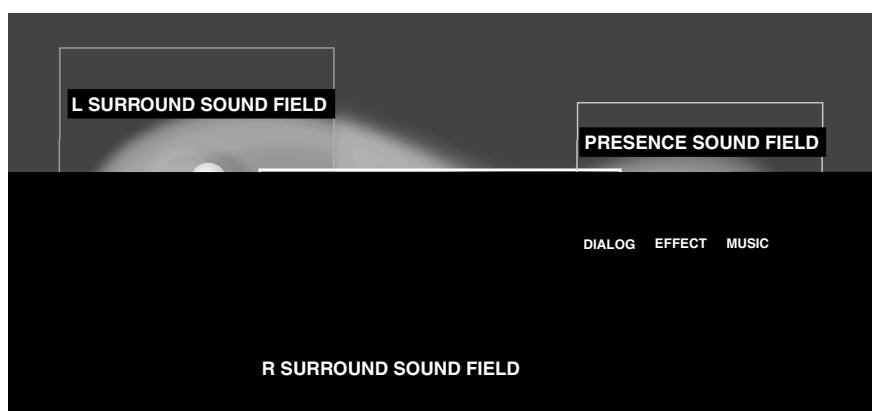 L SURROUND SOUND FIELD
PRESENCE SOUND FIELD
DIALOG EFFECT MUSIC
R SURROUND SOUND FIELD